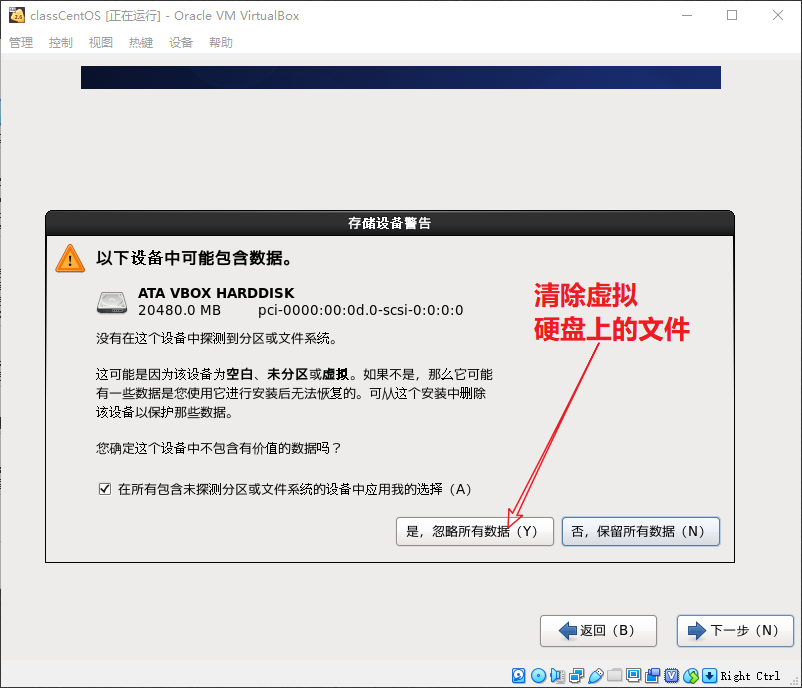 classCentOS [正在运行] - Oracle VM VirtualBox
管理 控制 视图 热键 设备 帮助
存储设备警告
以下设备中可能包含数据。
ATA VBOX HARDDISK
20480.0 MB pci-0000:00:0d.0-scsi-0:0:0:0
没有在这个设备中探测到分区或文件系统。
这可能是因为该设备为空白、未分区或虚拟。如果不是，那么它可能
有一些数据是您使用它进行安装后无法恢复的。可从这个安装中删除
该设备以保护那些数据。
您确定这个设备中不包含有价值的数据吗？
在所有包含未探测分区或文件系统的设备中应用我的选择（A）
清除虚拟
硬盘上的文件
是，忽略所有数据（Y） 否，保留所有数据（N）
返回（B） 下一步（N）
Right Ctrl